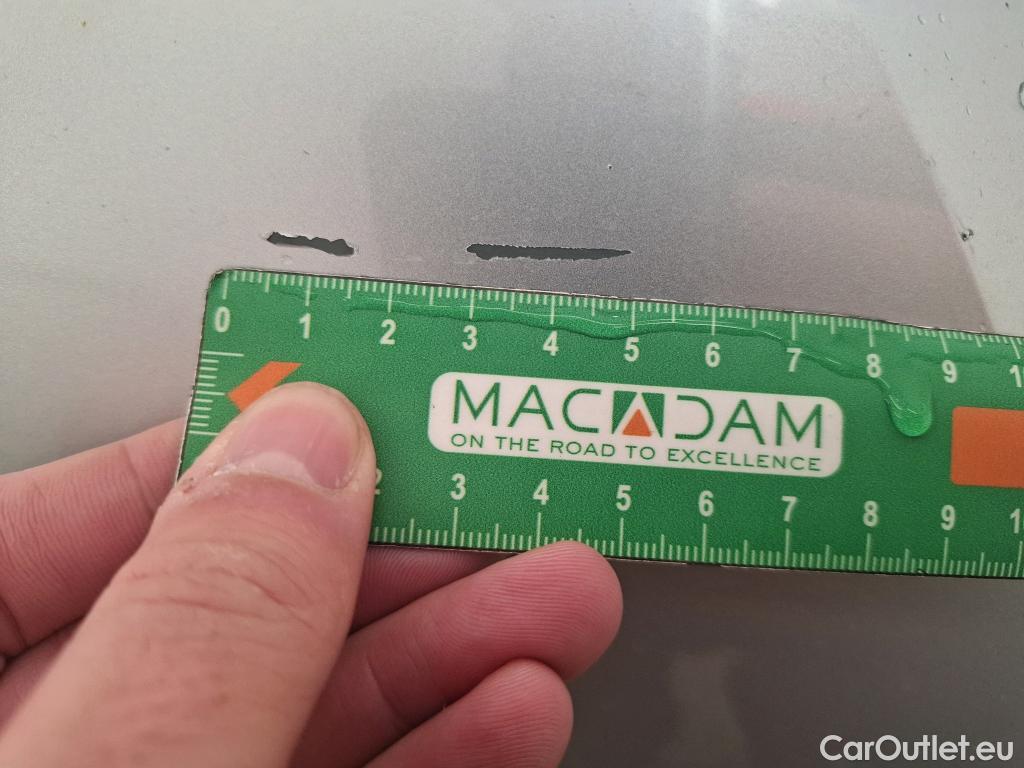 0 1 2 3 4 5 6 7 8 9
MACADAM
ON THE ROAD TO EXCELLENCE
2 3 4 5 6 7 8 9
CarOutlet.eu